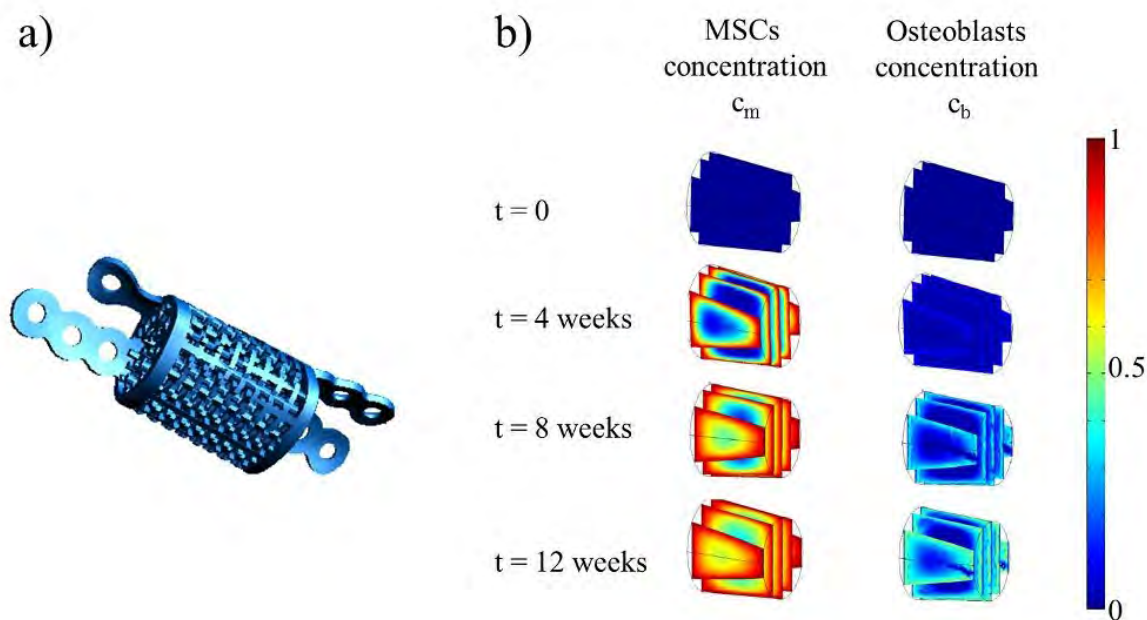 a)
b)
MSCs
concentration
c_m
Osteoblasts
concentration
c_b
1
t = 0
t = 4 weeks
0.5
t = 8 weeks
t = 12 weeks
0